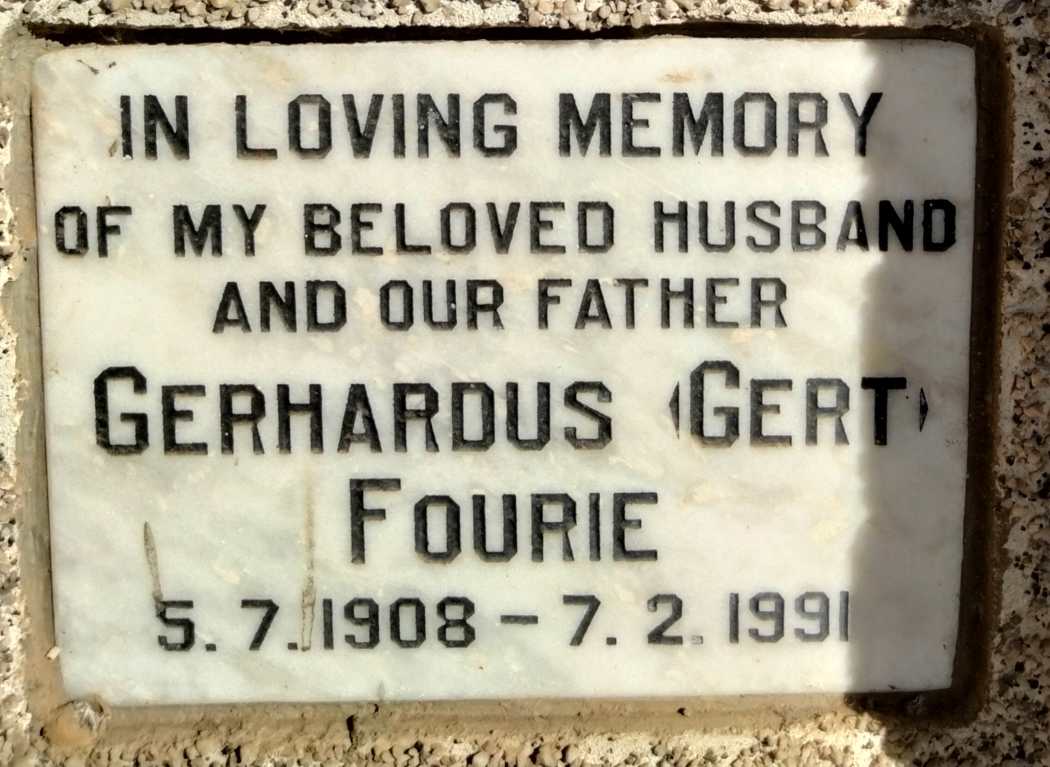 IN LOVING MEMORY
OF MY BELOVED HUSBAND
AND OUR FATHER
GERHARDUS (GERT)
FOURIE
5. 7. 1908 - 7. 2. 1991